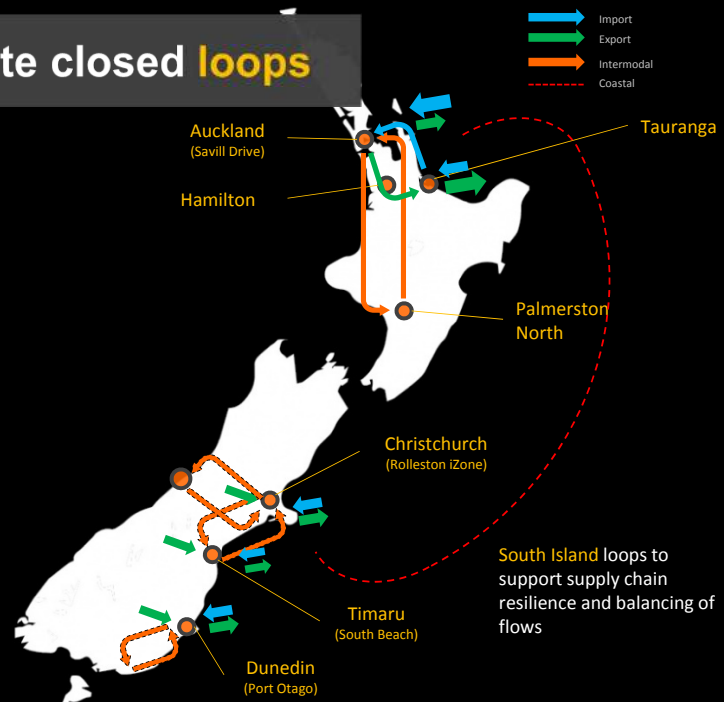 te closed loops
Import
Export
Intermodal
Coastal
Auckland
(Savill Drive)
Tauranga
Hamilton
Palmerston
North
Christchurch
(Rolleston iZone)
South Island loops to
support supply chain
resilience and balancing of
flows
Timaru
(South Beach)
Dunedin
(Port Otago)